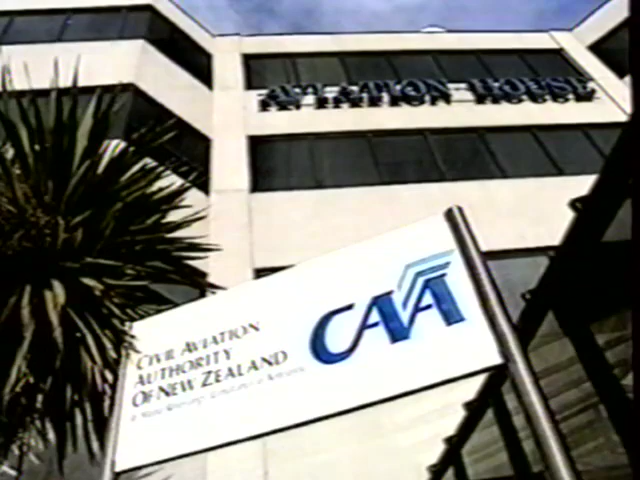 AVIATION HOUSE
CIVIL AVIATION
AUTHORITY
OF NEW ZEALAND
CAA